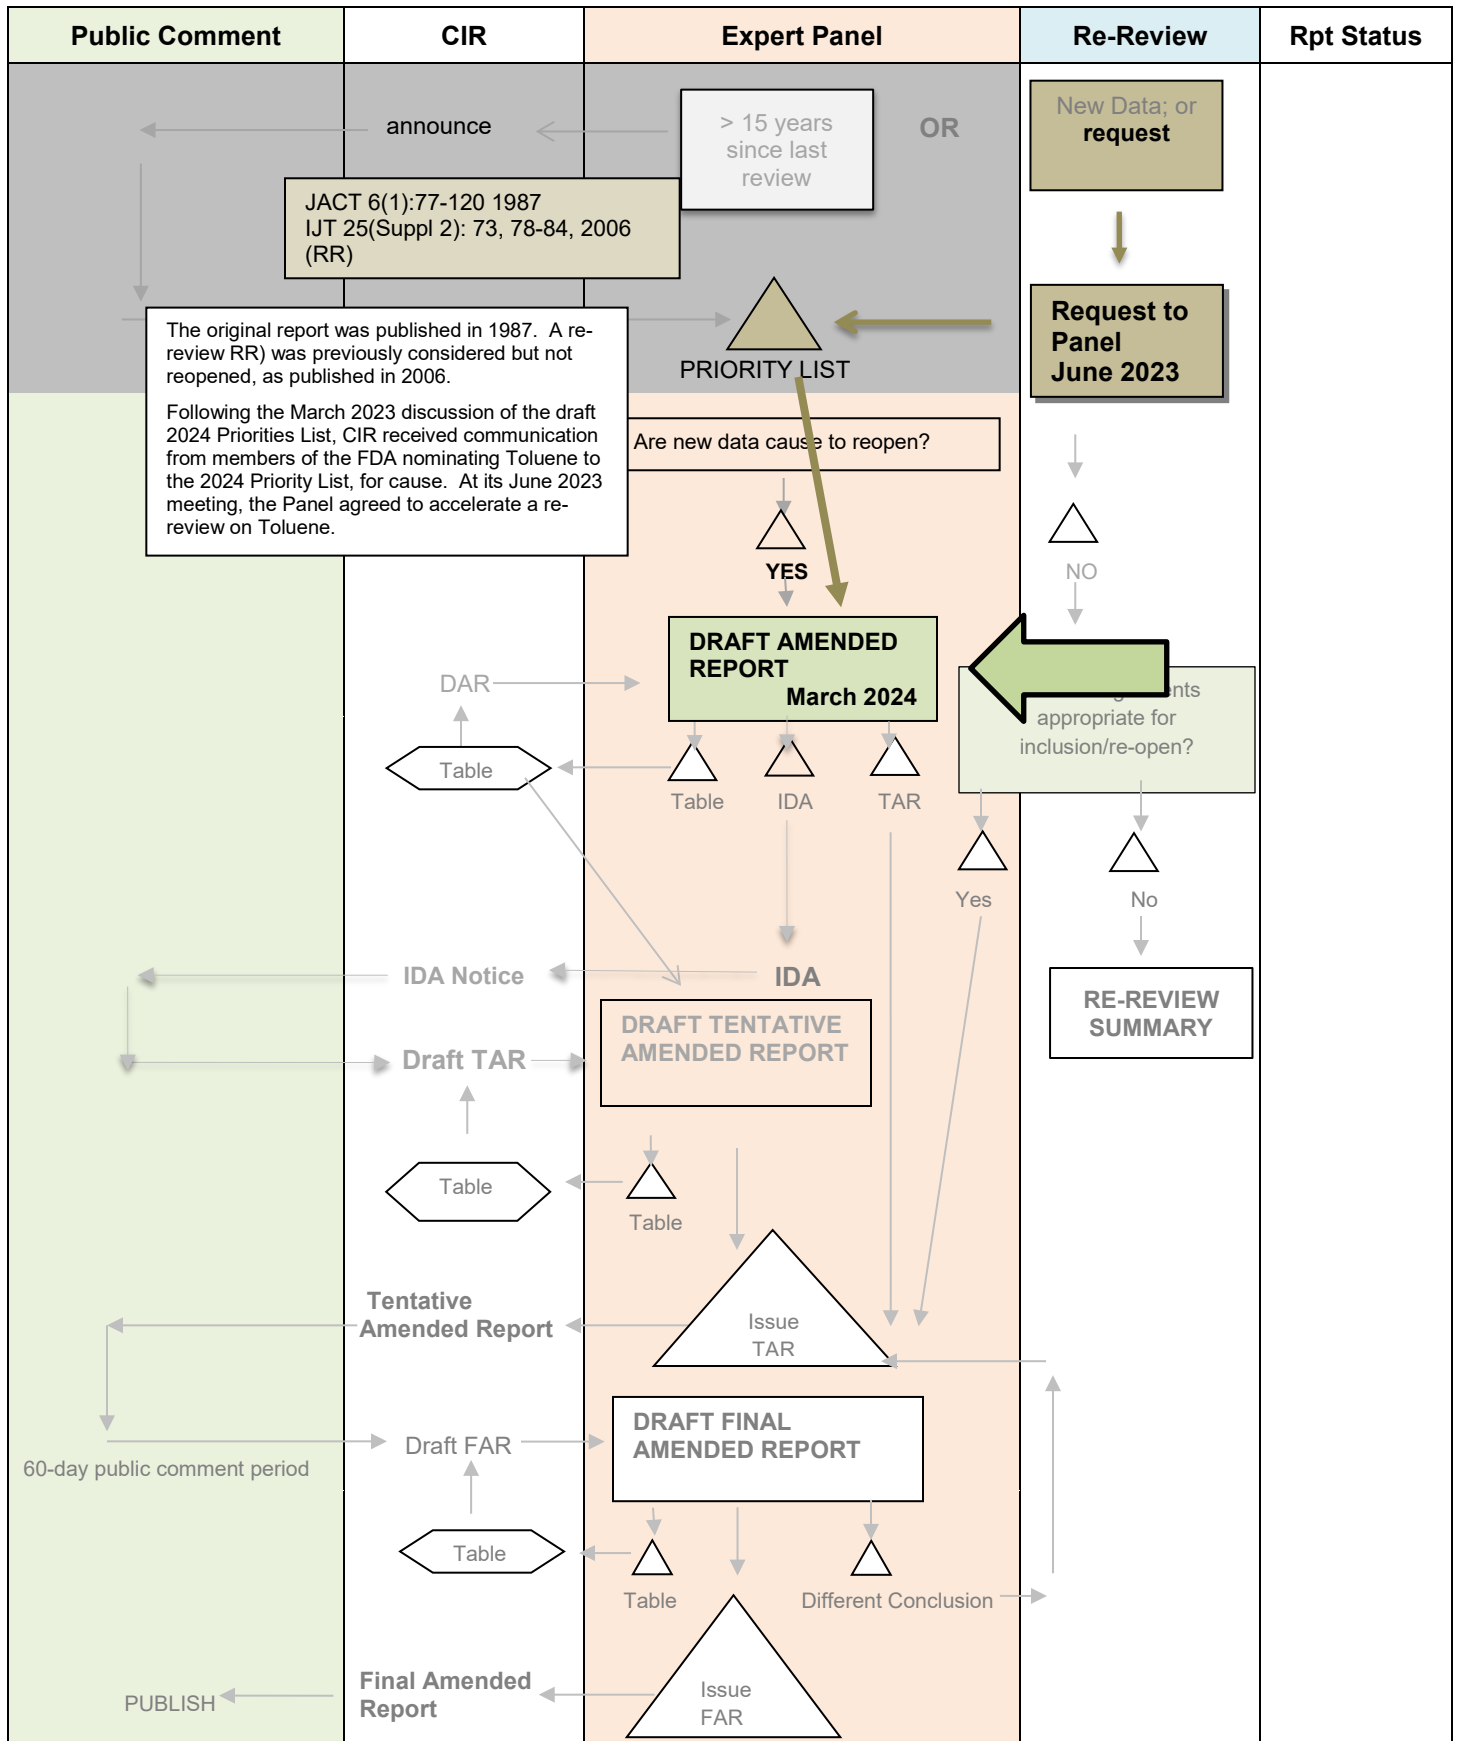 Public Comment
CIR
Expert Panel
Re-Review
Rpt Status
announce
> 15 years
since last
review
OR
New Data; or
request
JACT 6(1):77-120 1987
IJT 25(Suppl 2): 73, 78-84, 2006
(RR)
Request to
Panel
June 2023
PRIORITY LIST
The original report was published in 1987. A re-
review RR) was previously considered but not
reopened, as published in 2006.
Following the March 2023 discussion of the draft
2024 Priorities List, CIR received communication
from members of the FDA nominating Toluene to
the 2024 Priority List, for cause. At its June 2023
meeting, the Panel agreed to accelerate a re-
review on Toluene.
Are new data cause to reopen?
YES
NO
DRAFT AMENDED
REPORT
March 2024
DAR
Table
Table
IDA
TAR
appropriate for
inclusion/re-open?
Yes
No
IDA Notice
IDA
RE-REVIEW
SUMMARY
DRAFT TENTATIVE
AMENDED REPORT
Draft TAR
Table
Table
Tentative
Amended Report
Issue
TAR
DRAFT FINAL
AMENDED REPORT
Draft FAR
60-day public comment period
Table
Table
Different Conclusion
Final Amended
Report
PUBLISH
Issue
FAR